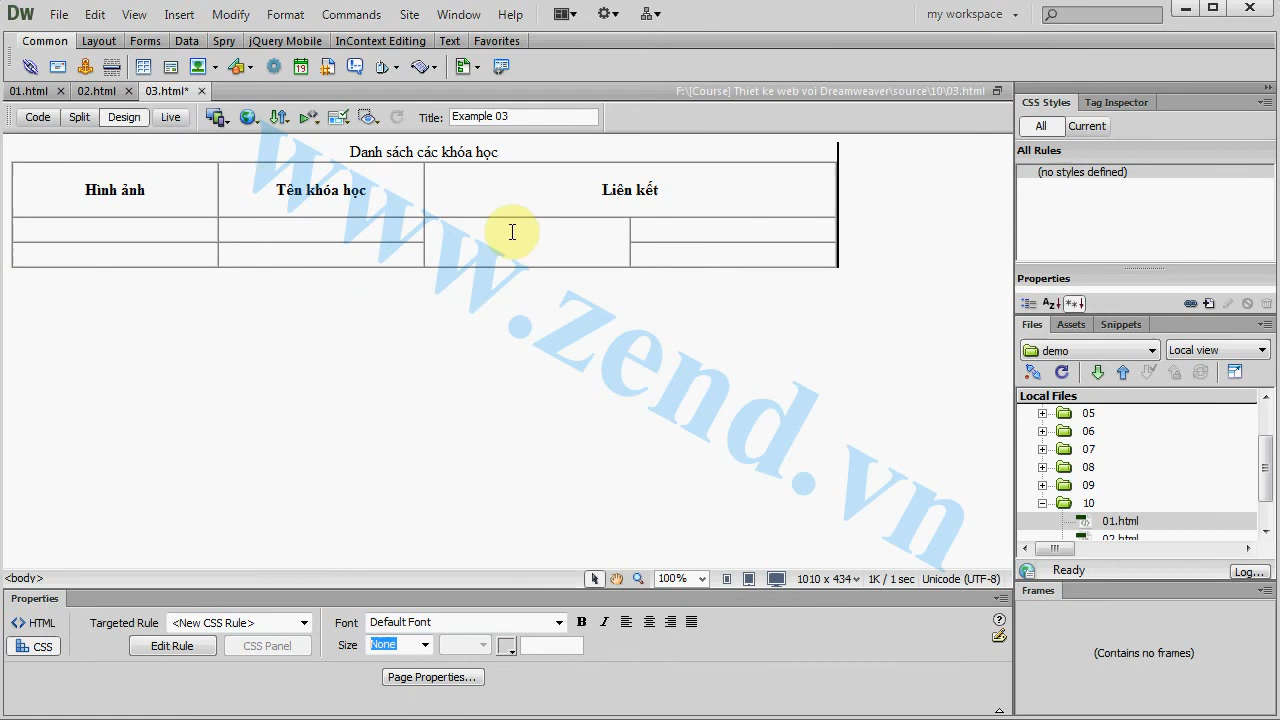 Dw File Edit View Insert Modify Format Commands Site Window Help my workspace
Common Layout Forms Data Spry jQuery Mobile InContext Editing Text Favorites
01.html 02.html 03.html* F:\[Course] Thiet ke web voi Dreamweaver\source\10\03.html
Code Split Design Live Title: Example 03
Danh sách các khóa học
Hình ảnh Tên khóa học Liên kết
www.zend.vn
<body> 100% 1010 x 434 1K / 1 sec Unicode (UTF-8)
Properties
HTML Targeted Rule <New CSS Rule> Font Default Font B I
CSS Edit Rule CSS Panel Size None
Page Properties...
CSS Styles Tag Inspector
All Current
All Rules
(no styles defined)
Properties
Files Assets Snippets
demo Local view
Local Files
05
06
07
08
09
10
01.html
02.html
Ready Log...
Frames
(Contains no frames)